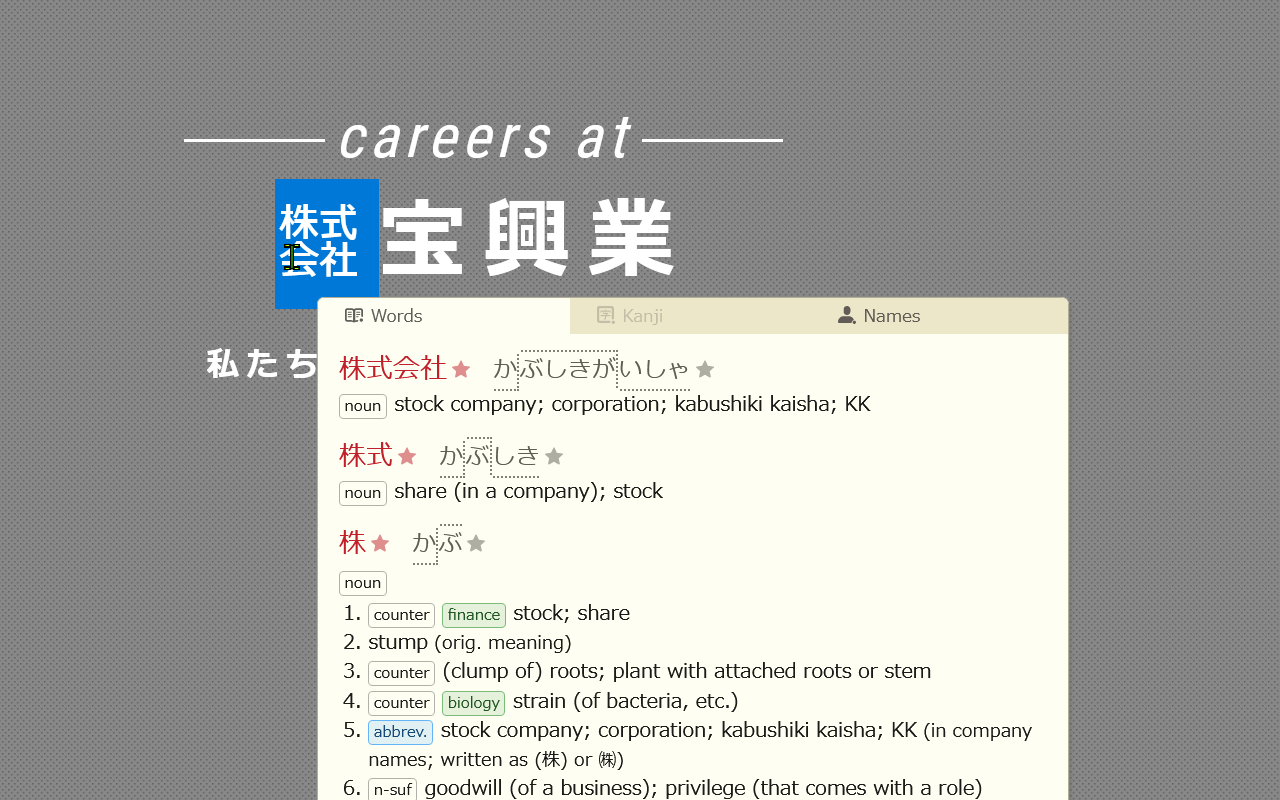 careers at
株式
会社
宝興業
私たち
Words
Kanji
Names
株式会社 ★ かぶしきがいしゃ ★
noun stock company; corporation; kabushiki kaisha; KK
株式 ★ かぶしき ★
noun share (in a company); stock
株 ★ かぶ ★
noun
1. counter finance stock; share
2. stump (orig. meaning)
3. counter (clump of) roots; plant with attached roots or stem
4. counter biology strain (of bacteria, etc.)
5. abbrev. stock company; corporation; kabushiki kaisha; KK (in company
names; written as (株) or ㈱)
6. n-suf goodwill (of a business); privilege (that comes with a role)